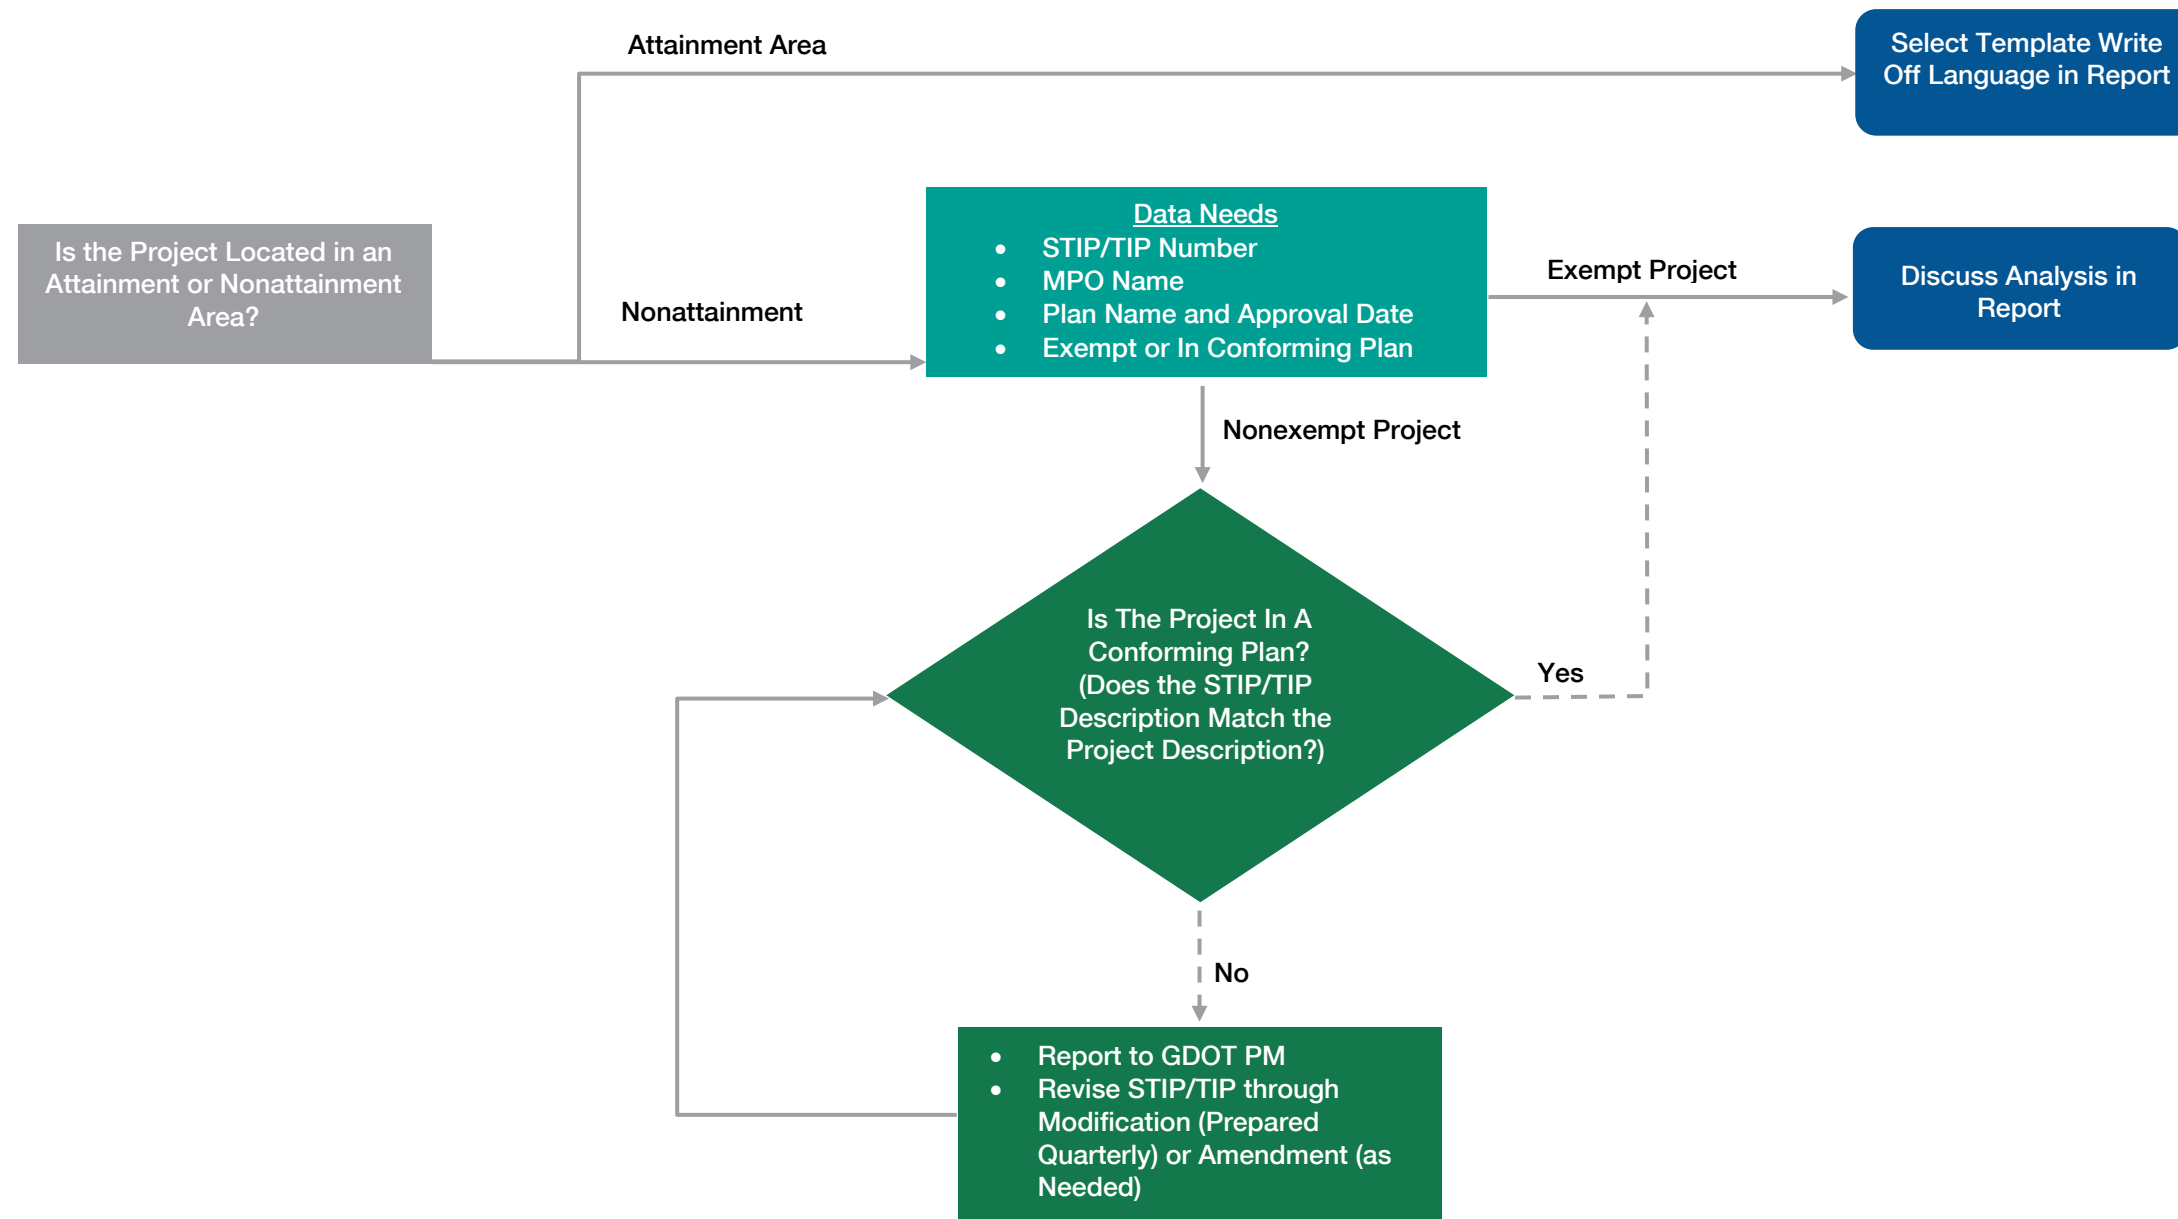 Attainment Area
Select Template Write
Off Language in Report
Is the Project Located in an
Attainment or Nonattainment
Area?
Nonattainment
Data Needs
• STIP/TIP Number
• MPO Name
• Plan Name and Approval Date
• Exempt or In Conforming Plan
Exempt Project
Discuss Analysis in
Report
Nonexempt Project
Is The Project In A
Conforming Plan?
(Does the STIP/TIP
Description Match the
Project Description?)
Yes
No
• Report to GDOT PM
• Revise STIP/TIP through
Modification (Prepared
Quarterly) or Amendment (as
Needed)